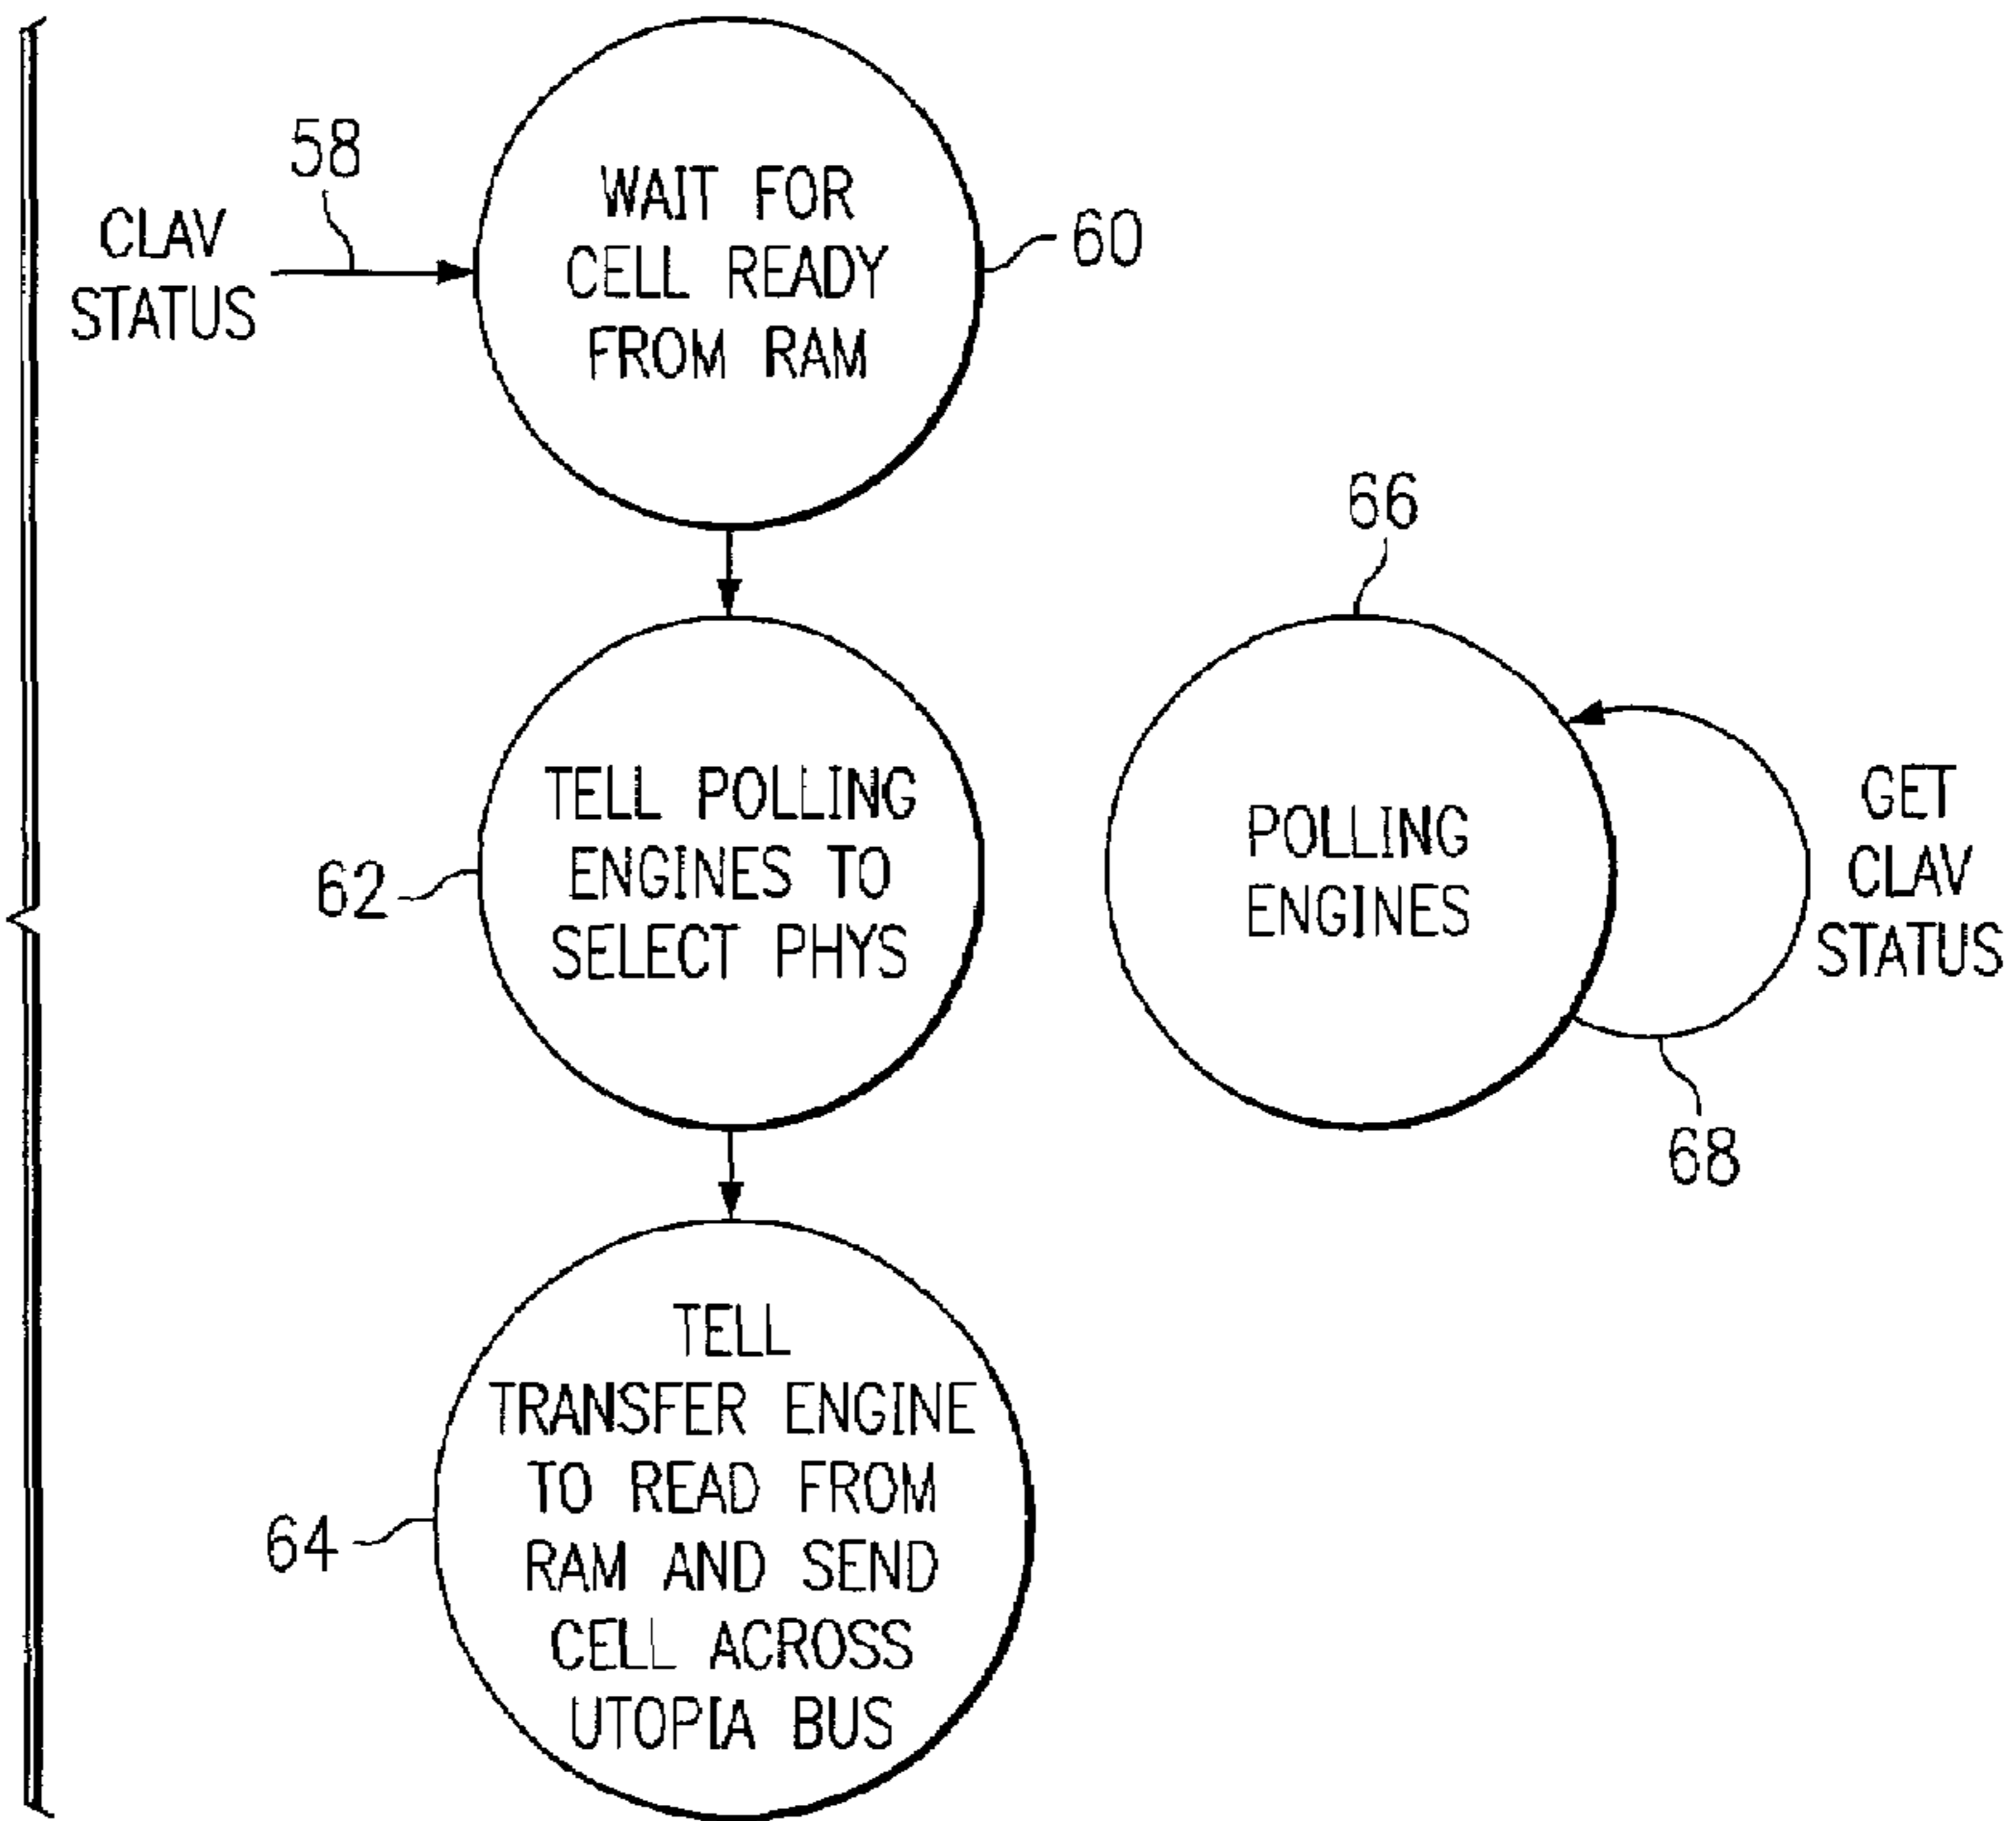 58
CLAV
STATUS
WAIT FOR
CELL READY
FROM RAM
60
62
TELL POLLING
ENGINES TO
SELECT PHYS
66
POLLING
ENGINES
GET
CLAV
STATUS
68
64
TELL
TRANSFER ENGINE
TO READ FROM
RAM AND SEND
CELL ACROSS
UTOPIA BUS